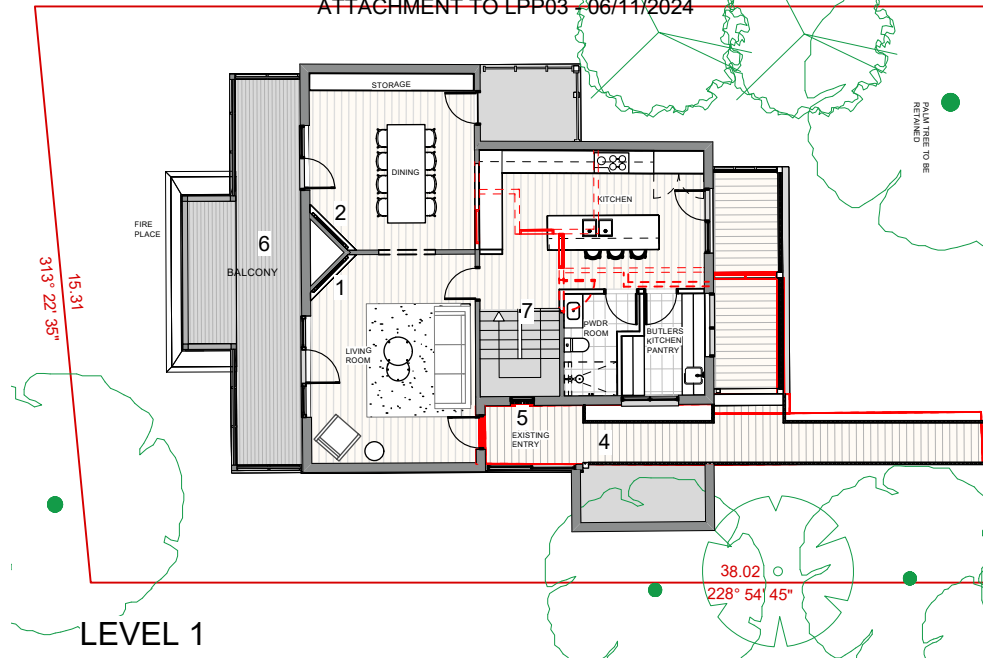 ATTACHMENT TO LPP03 - 06/11/2024
STORAGE
PALM TREE TO BE
RETAINED
DINING
KITCHEN
2
FIRE
PLACE
6
BALCONY
15.31
313° 22' 35"
1
7
PWDR
ROOM
BUTLERS
KITCHEN
PANTRY
LIVING
ROOM
5
EXISTING
ENTRY
4
38.02
228° 54' 45"
LEVEL 1